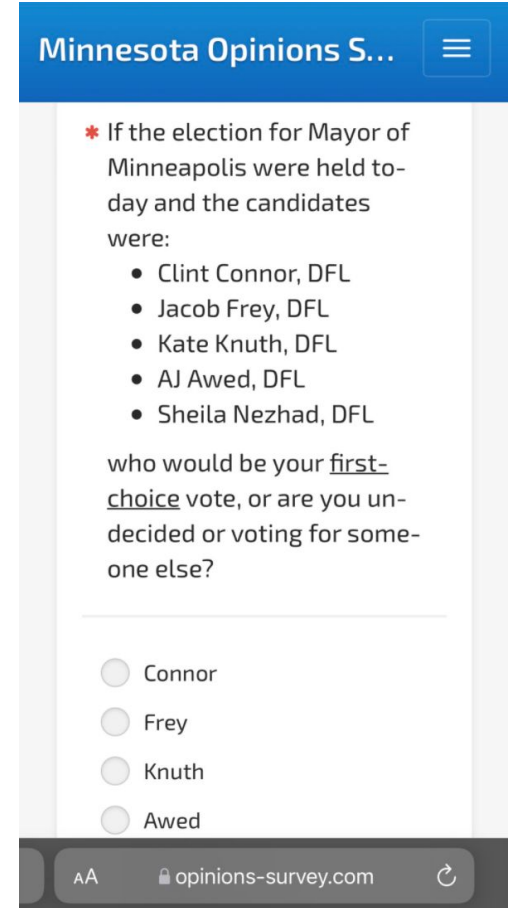 Minnesota Opinions S...
* If the election for Mayor of
Minneapolis were held to-
day and the candidates
were:
• Clint Connor, DFL
• Jacob Frey, DFL
• Kate Knuth, DFL
• AJ Awed, DFL
• Sheila Nezhad, DFL
who would be your first-
choice vote, or are you un-
decided or voting for some-
one else?
Connor
Frey
Knuth
Awed
AA opinions-survey.com